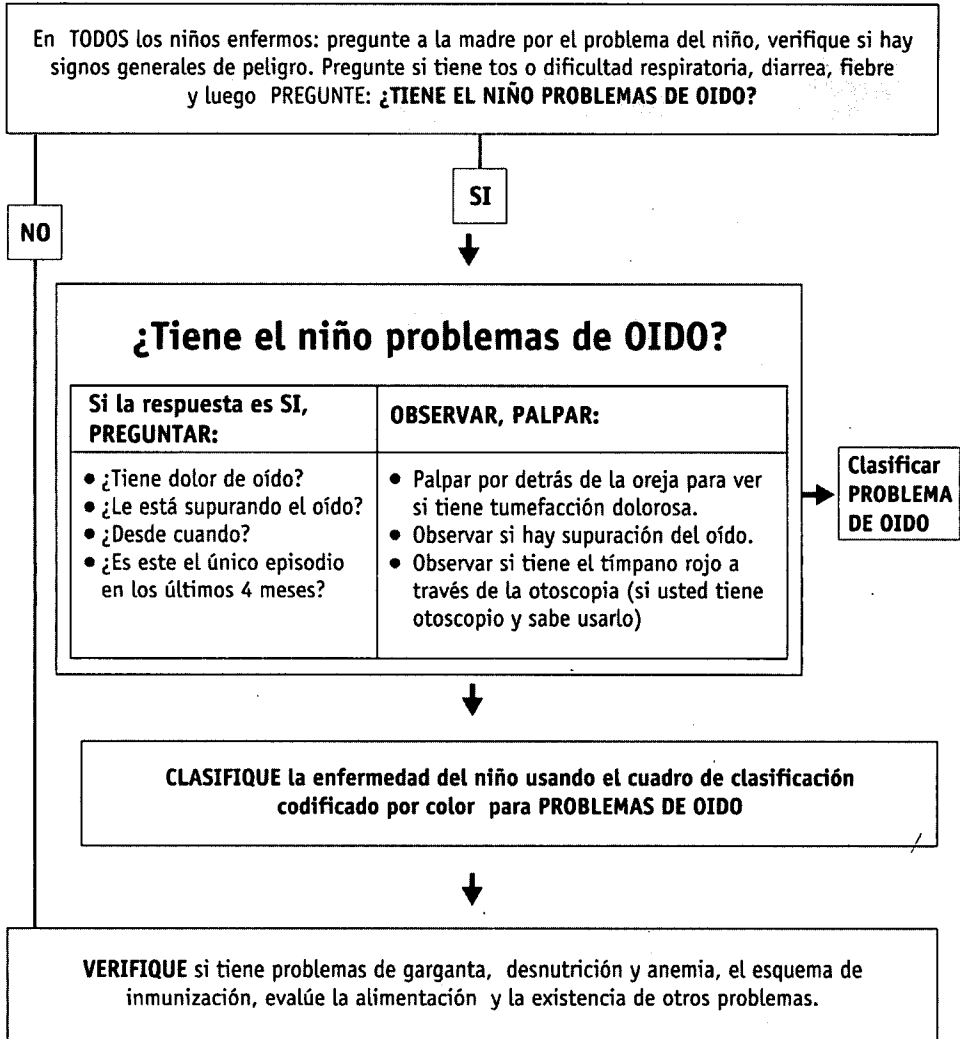 En TODOS los niños enfermos: pregunte a la madre por el problema del niño, verifique si hay
signos generales de peligro. Pregunte si tiene tos o dificultad respiratoria, diarrea, fiebre
y luego PREGUNTE: ¿TIENE EL NIÑO PROBLEMAS DE OIDO?
SI
NO
¿Tiene el niño problemas de OIDO?
Si la respuesta es SI,
PREGUNTAR:
• ¿Tiene dolor de oído?
• ¿Le está supurando el oído?
• ¿Desde cuando?
• ¿Es este el único episodio
en los últimos 4 meses?
OBSERVAR, PALPAR:
• Palpar por detrás de la oreja para ver
si tiene tumefacción dolorosa.
• Observar si hay supuración del oído.
• Observar si tiene el tímpano rojo a
través de la otoscopia (si usted tiene
otoscopio y sabe usarlo)
Clasificar
PROBLEMA
DE OIDO
CLASIFIQUE la enfermedad del niño usando el cuadro de clasificación
codificado por color para PROBLEMAS DE OIDO
VERIFIQUE si tiene problemas de garganta, desnutrición y anemia, el esquema de
inmunización, evalúe la alimentación y la existencia de otros problemas.